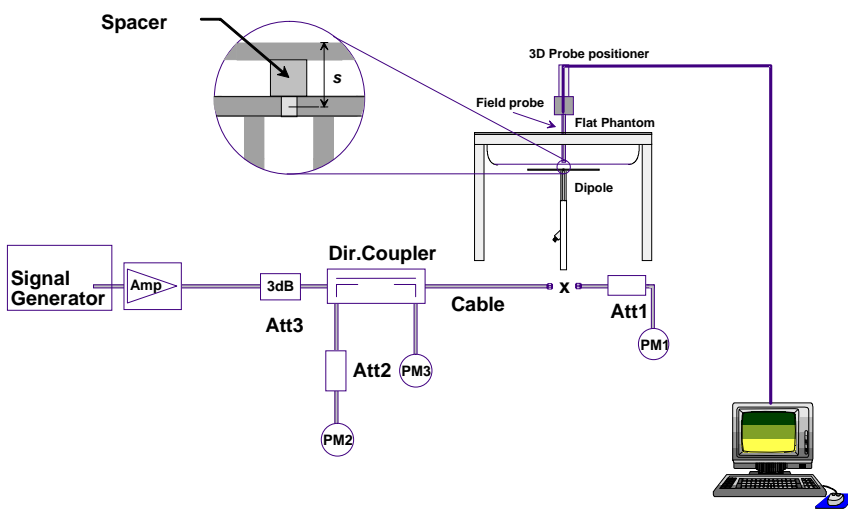 Spacer
s
3D Probe positioner
Field probe
Flat Phantom
Dipole
Signal
Generator
Amp
3dB
Att3
Dir.Coupler
Cable
x
Att1
PM1
Att2
PM3
PM2